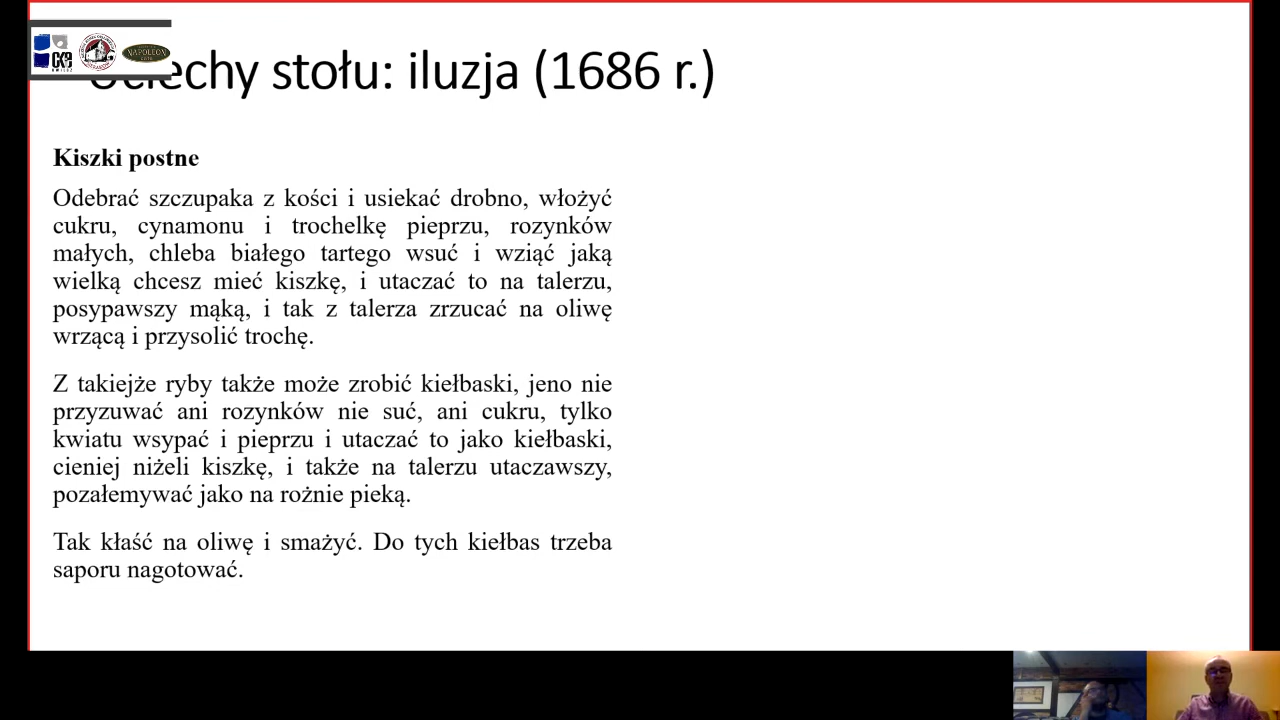 CKB
NAPOLEON
stołu: iluzja (1686 r.)
Kiszki postne
Odebrać szczupaka z kości i usiekać drobno, włożyć
cukru, cynamonu i trochelkę pieprzu, rozynków
małych, chleba białego tartego wsuć i wziąć jaką
wielką chcesz mieć kiszkę, i utaczać to na talerzu,
posypawszy mąką, i tak z talerza zrzucać na oliwę
wrzącą i przysolić trochę.
Z takiejże ryby także może zrobić kiełbaski, jeno nie
przyzuwać ani rozynków nie suć, ani cukru, tylko
kwiatu wsypać i pieprzu i utaczać to jako kiełbaski,
cieniej niżeli kiszkę, i także na talerzu utaczawszy,
pozałemywać jako na rożnie pieką.
Tak kłaść na oliwę i smażyć. Do tych kiełbas trzeba
saporu nagotować.